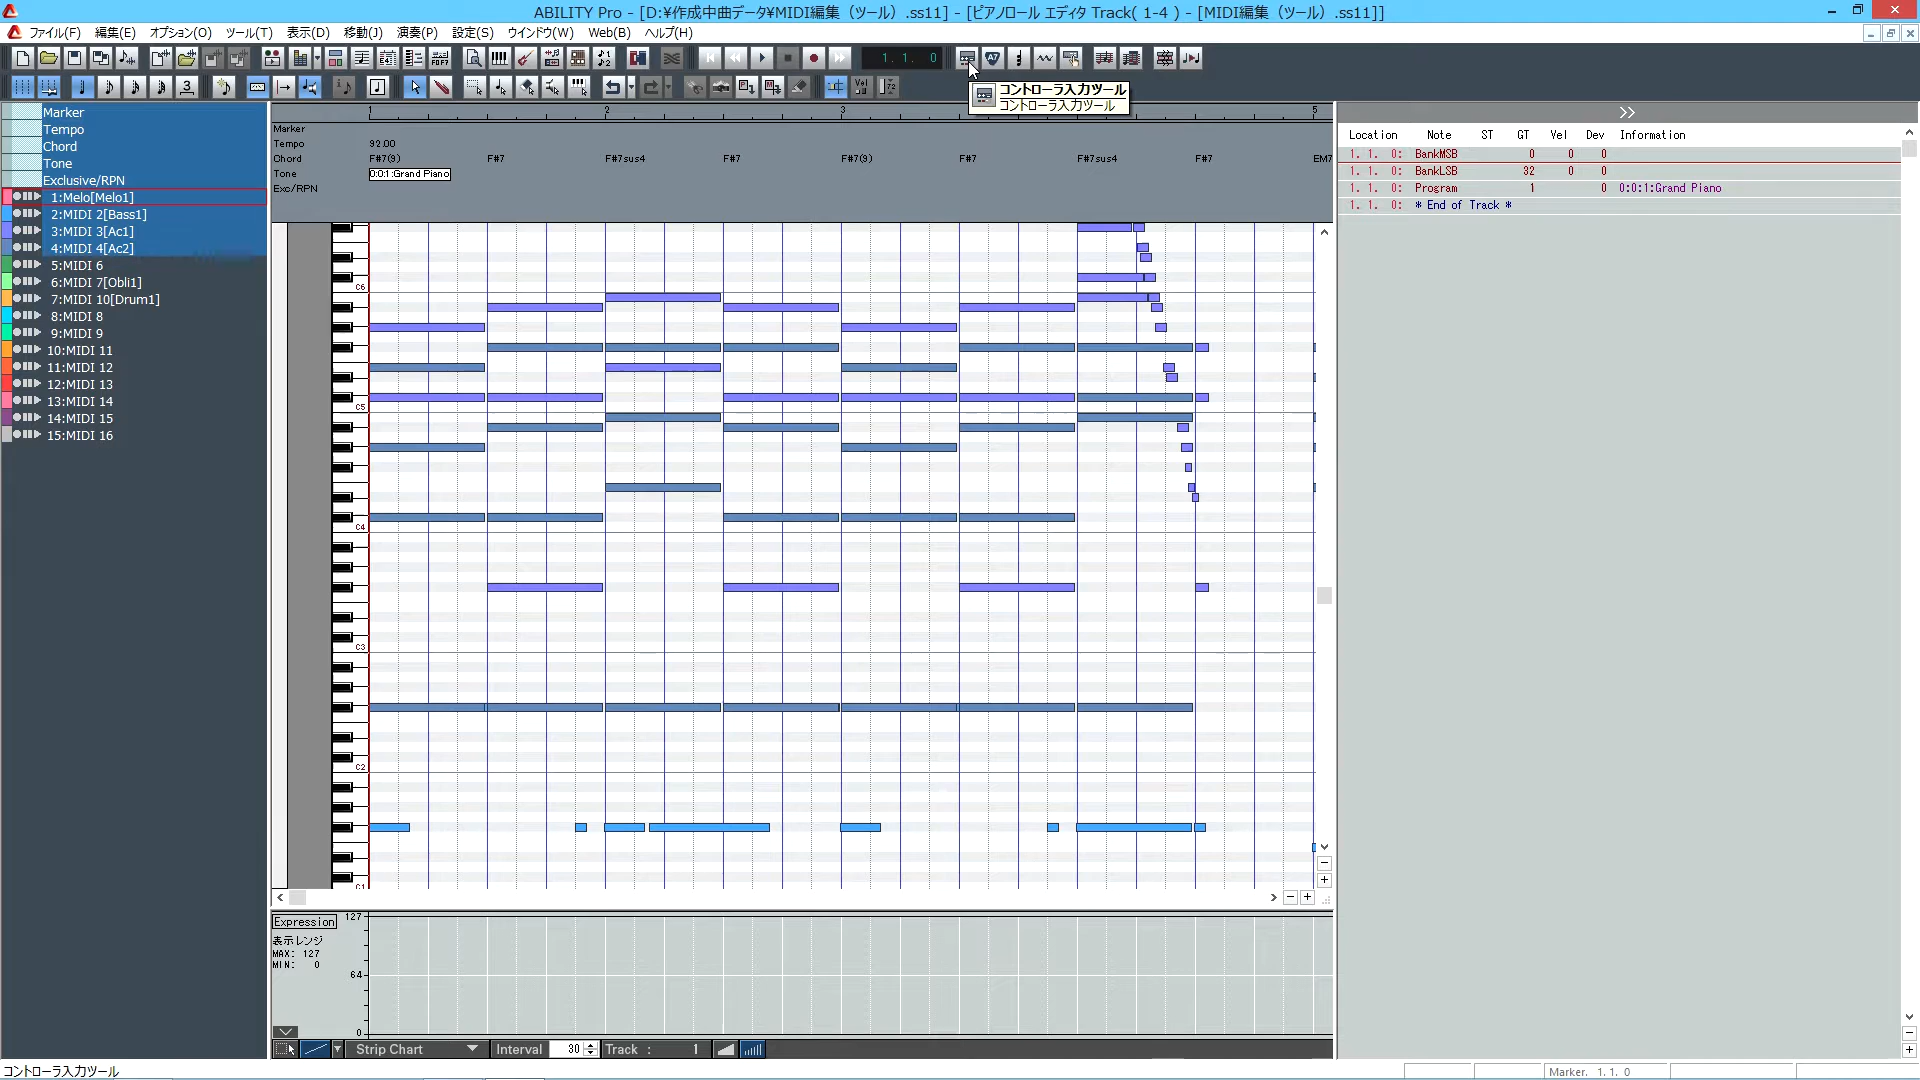 ABILITY Pro - [D:¥作成中曲データ¥MIDI編集（ツール）.ss11] - [ピアノロール エディタ Track( 1-4 ) - [MIDI編集（ツール）.ss11]]
ファイル(F) 編集(E) オプション(O) ツール(T) 表示(D) 移動(J) 演奏(P) 設定(S) ウインドウ(W) Web(B) ヘルプ(H)
1. 1. 0
A7
3
Vel
コントローラ入力ツール
コントローラ入力ツール
Marker
Tempo
Chord
Tone
Exclusive/RPN
1:Melo[Melo1]
2:MIDI 2[Bass1]
3:MIDI 3[Ac1]
4:MIDI 4[Ac2]
5:MIDI 6
6:MIDI 7[Obli1]
7:MIDI 10[Drum1]
8:MIDI 8
9:MIDI 9
10:MIDI 11
11:MIDI 12
12:MIDI 13
13:MIDI 14
14:MIDI 15
15:MIDI 16
1 2 3 5
Marker
Tempo 92.00
Chord F#7(9) F#7 F#7sus4 F#7 F#7(9) F#7 F#7sus4 F#7 EM7
Tone 0:0:1:Grand Piano
Exc/RPN
C6
C5
C4
C3
C2
C1
Expression 127
表示レンジ
MAX: 127
MIN: 0
64
0
Strip Chart Interval 30 Track : 1
Location Note ST GT Vel Dev Information
1. 1. 0: BankMSB 0 0 0
1. 1. 0: BankLSB 32 0 0
1. 1. 0: Program 1 0 0:0:1:Grand Piano
1. 1. 0: * End of Track *
コントローラ入力ツール
Marker. 1. 1. 0